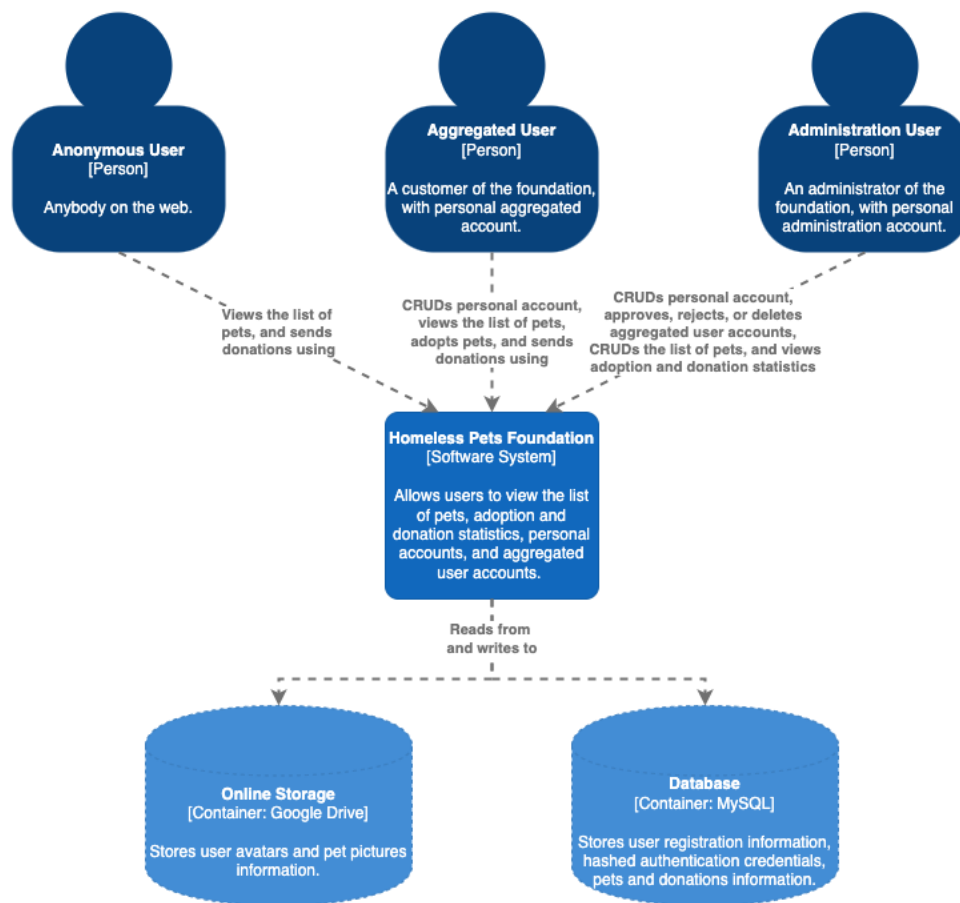 Anonymous User
[Person]
Anybody on the web.
Aggregated User
[Person]
A customer of the foundation,
with personal aggregated
account.
Administration User
[Person]
An administrator of the
foundation, with personal
administration account.
Views the list of
pets, and sends
donations using
CRUDs personal account,
views the list of pets,
adopts pets, and sends
donations using
CRUDs personal account,
approves, rejects, or deletes
aggregated user accounts,
CRUDs the list of pets, and views
adoption and donation statistics
Homeless Pets Foundation
[Software System]
Allows users to view the list
of pets, adoption and
donation statistics, personal
accounts, and aggregated
user accounts.
Reads from
and writes to
Online Storage
[Container: Google Drive]
Stores user avatars and pet pictures
information.
Database
[Container: MySQL]
Stores user registration information,
hashed authentication credentials,
pets and donations information.